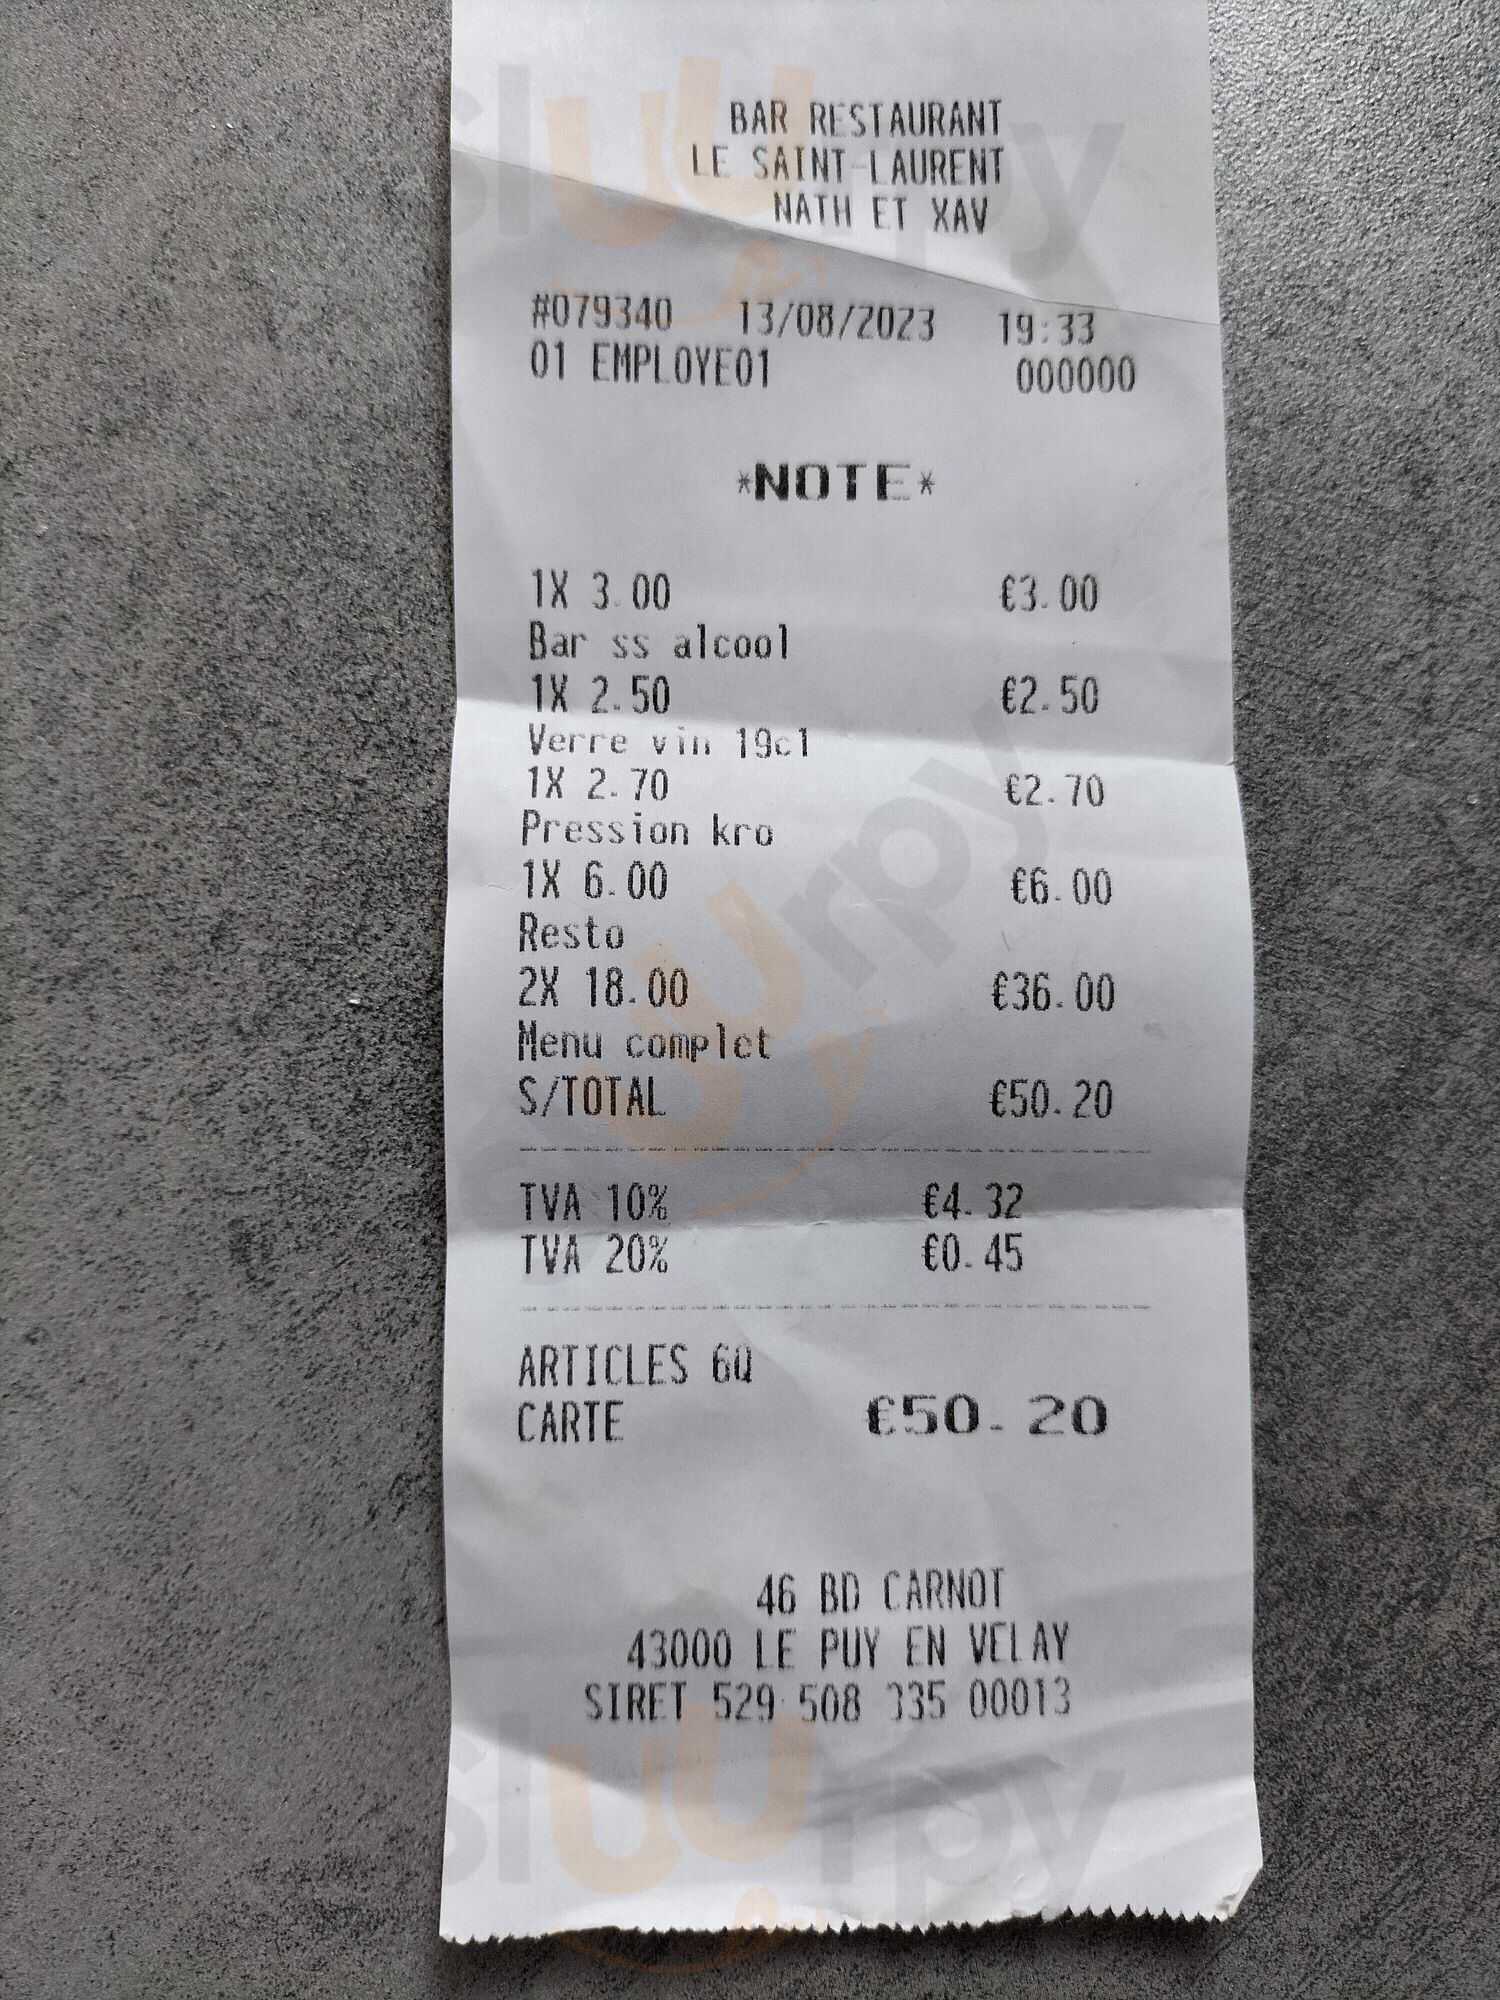 BAR RESTAURANT
LE SAINT-LAURENT
NATH ET XAV
#079340 13/08/2023 19:33
01 EMPLOYE01 000000
*NOTE*
1X 3.00 €3.00
Bar ss alcool
1X 2.50 €2.50
Verre vin 19cl
1X 2.70 €2.70
Pression kro
1X 6.00 €6.00
Resto
2X 18.00 €36.00
Menu complet
S/TOTAL €50.20
TVA 10% €4.32
TVA 20% €0.45
ARTICLES 6Q
CARTE €50.20
46 BD CARNOT
43000 LE PUY EN VELAY
SIRET 529 508 335 00013
sluurpy
sluurpy
sluurpy